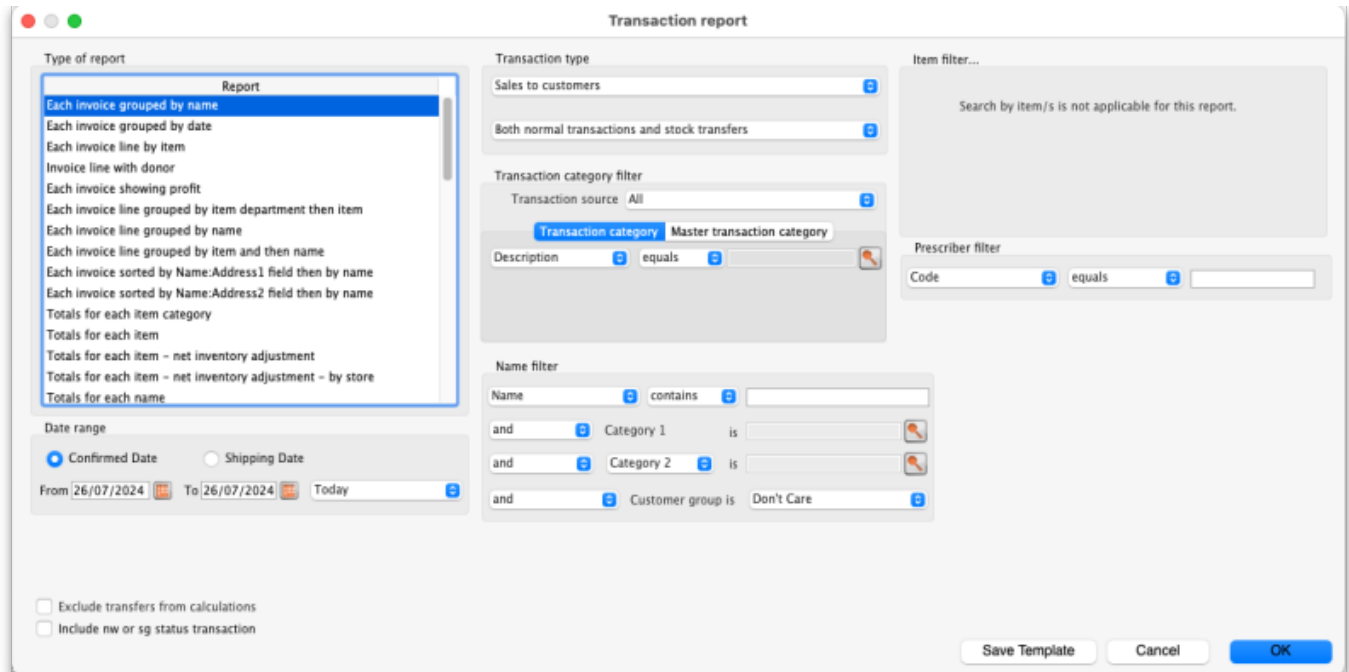 Transaction report
Type of report
Report
Each invoice grouped by name
Each invoice grouped by date
Each invoice line by item
Invoice line with donor
Each invoice showing profit
Each invoice line grouped by item department then item
Each invoice line grouped by name
Each invoice line grouped by item and then name
Each invoice sorted by Name:Address1 field then by name
Each invoice sorted by Name:Address2 field then by name
Totals for each item category
Totals for each item
Totals for each item - net inventory adjustment
Totals for each item - net inventory adjustment - by store
Totals for each name
Date range
Confirmed Date Shipping Date
From 26/07/2024 To 26/07/2024 Today
Exclude transfers from calculations
Include nw or sg status transaction
Transaction type
Sales to customers
Both normal transactions and stock transfers
Transaction category filter
Transaction source All
Transaction category Master transaction category
Description equals
Name filter
Name contains
and Category 1 is
and Category 2 is
and Customer group is Don't Care
Item filter...
Search by item/s is not applicable for this report.
Prescriber filter
Code equals
Save Template Cancel OK